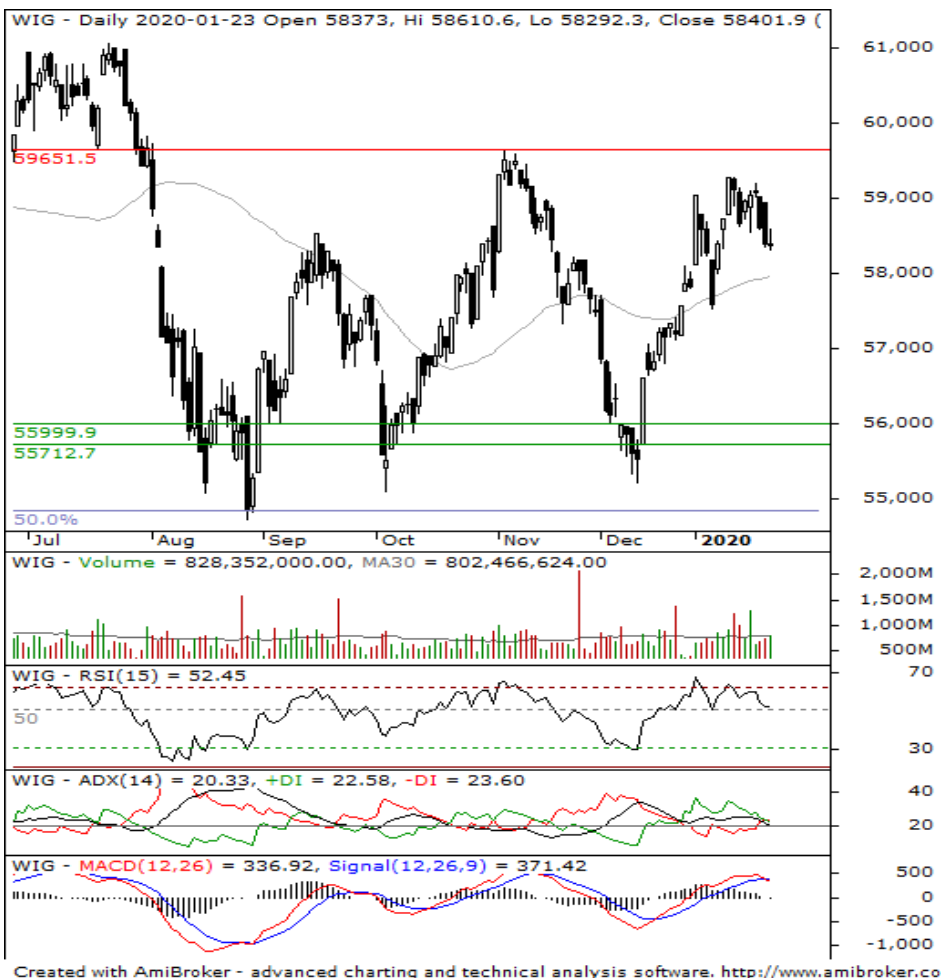 WIG - Daily 2020-01-23 Open 58373, Hi 58610.6, Lo 58292.3, Close 58401.9 (
61,000
60,000
59651.5
59,000
58,000
57,000
56,000
55999.9
55712.7
55,000
50.0%
Jul Aug Sep Oct Nov Dec 2020
WIG - Volume = 828,352,000.00, MA30 = 802,466,624.00
2,000M
1,500M
1,000M
500M
WIG - RSI(15) = 52.45
70
50
30
WIG - ADX(14) = 20.33, +DI = 22.58, -DI = 23.60
40
20
WIG - MACD(12,26) = 336.92, Signal(12,26,9) = 371.42
500
0
-500
-1,000
Created with AmiBroker - advanced charting and technical analysis software. http://www.amibroker.co